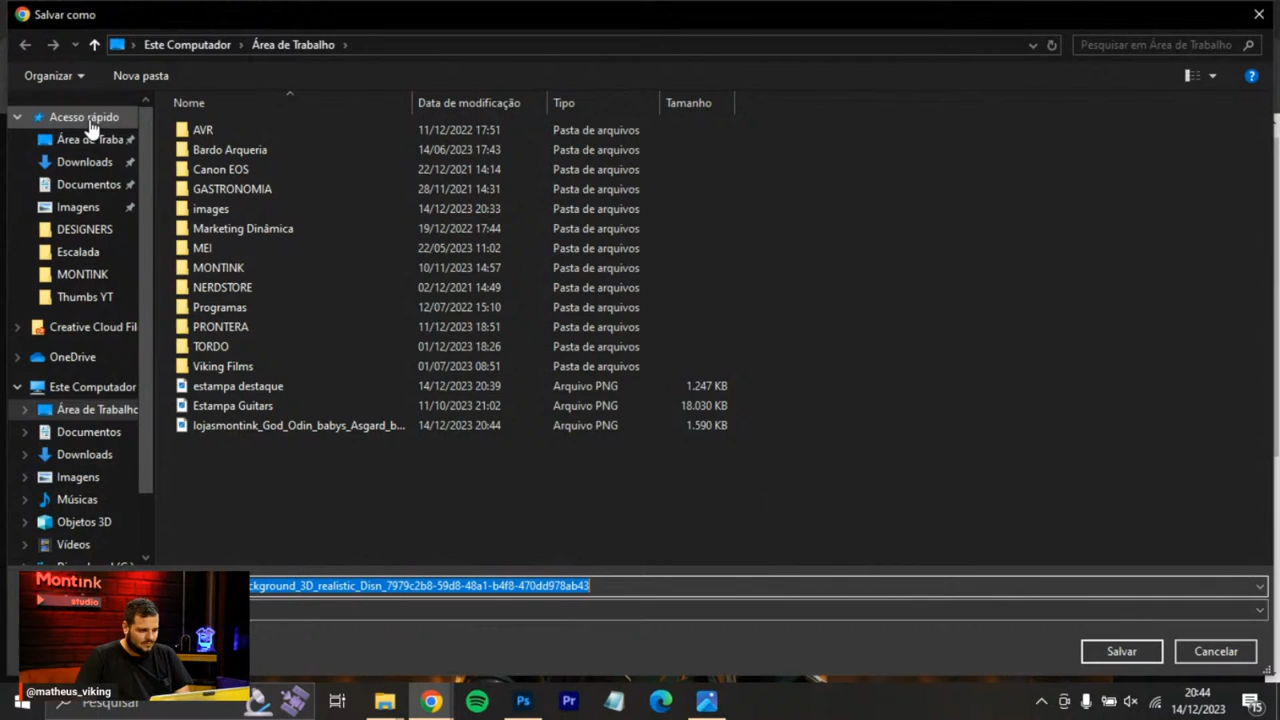 Salvar como
Este Computador
Área de Trabalho
Pesquisar em Área de Trabalho
Organizar
Nova pasta
Nome
Data de modificação
Tipo
Tamanho
Acesso rápido
Área de Traba
Downloads
Documentos
Imagens
DESIGNERS
Escalada
MONTINK
Thumbs YT
Creative Cloud Fil
OneDrive
Este Computador
Área de Trabalho
Documentos
Downloads
Imagens
Músicas
Objetos 3D
Vídeos
AVR 11/12/2022 17:51 Pasta de arquivos
Bardo Arqueria 14/06/2023 17:43 Pasta de arquivos
Canon EOS 22/12/2021 14:14 Pasta de arquivos
GASTRONOMIA 28/11/2021 14:31 Pasta de arquivos
images 14/12/2023 20:33 Pasta de arquivos
Marketing Dinâmica 19/12/2022 17:44 Pasta de arquivos
MEI 22/05/2023 11:02 Pasta de arquivos
MONTINK 10/11/2023 14:57 Pasta de arquivos
NERDSTORE 02/12/2021 14:49 Pasta de arquivos
Programas 12/07/2022 15:10 Pasta de arquivos
PRONTERA 11/12/2023 18:51 Pasta de arquivos
TORDO 01/12/2023 18:26 Pasta de arquivos
Viking Films 01/07/2023 08:51 Pasta de arquivos
estampa destaque 14/12/2023 20:39 Arquivo PNG 1.247 KB
Estampa Guitars 11/10/2023 21:02 Arquivo PNG 18.030 KB
lojasmontink_God_Odin_babys_Asgard_b... 14/12/2023 20:44 Arquivo PNG 1.590 KB
ckground_3D_realistic_Disn_7979c2b8-59d8-48a1-b4f8-470dd978ab43
Salvar
Cancelar
Montink
studio
@matheus_viking
Pesquisar
Ps
Pr
20:44
14/12/2023
15